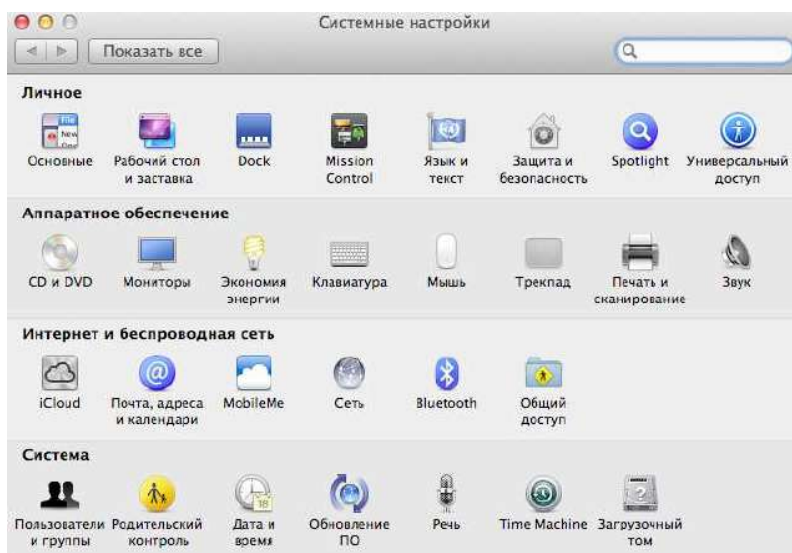 Системные настройки
Показать все
Личное
Основные Рабочий стол Dock Mission Язык и Защита и Spotlight Универсальный
и заставка Control текст безопасность доступ
Аппаратное обеспечение
CD и DVD Мониторы Экономия Клавиатура Мышь Трекпад Печать и Звук
энергии сканирование
Интернет и беспроводная сеть
iCloud Почта, адреса MobileMe Сеть Bluetooth Общий
и календари доступ
Система
Пользователи Родительский Дата и Обновление Речь Time Machine Загрузочный
и группы контроль время ПО том